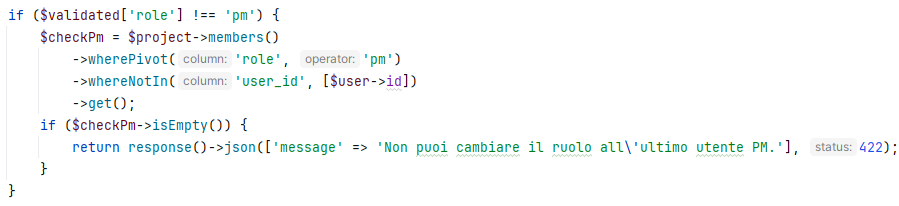 if ($validated['role'] !== 'pm') {
    $checkPm = $project->members()
        ->wherePivot( column: 'role', operator: 'pm')
        ->whereNotIn( column: 'user_id', [$user->id])
        ->get();
    if ($checkPm->isEmpty()) {
        return response()->json(['message' => 'Non puoi cambiare il ruolo all\'ultimo utente PM.'], status: 422);
    }
}